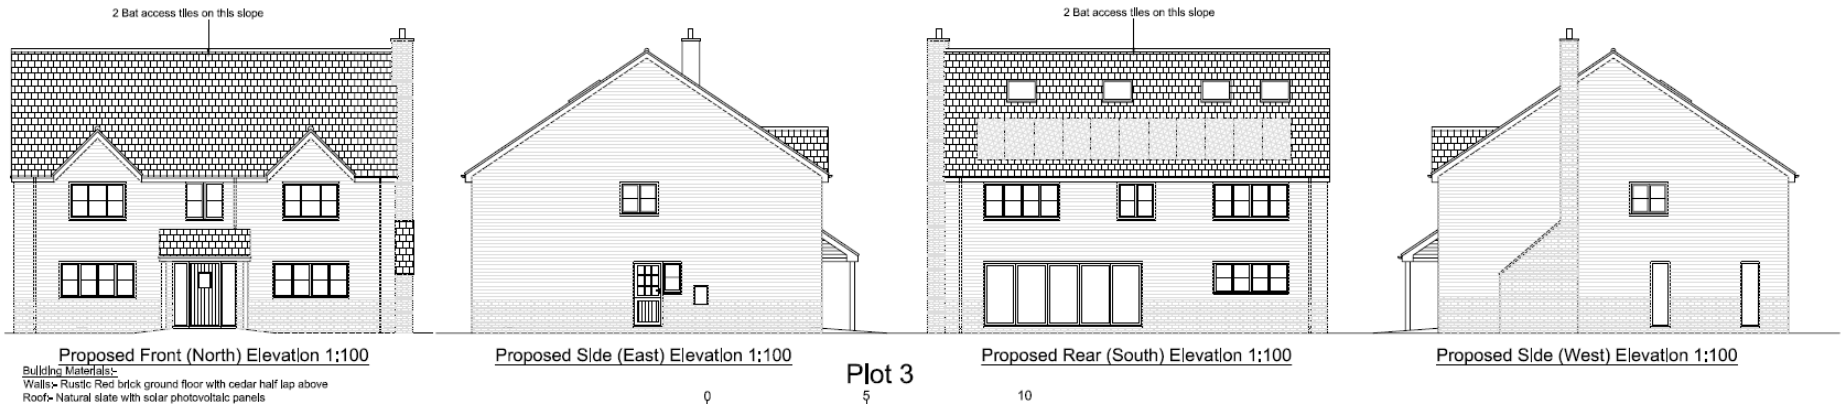 2 Bat access tiles on this slope
2 Bat access tiles on this slope
Proposed Front (North) Elevation 1:100
Proposed Side (East) Elevation 1:100
Proposed Rear (South) Elevation 1:100
Proposed Side (West) Elevation 1:100
Building Materials:-
Walls:- Rustic Red brick ground floor with cedar half lap above
Roof:- Natural slate with solar photovoltaic panels
Plot 3
0 5 10